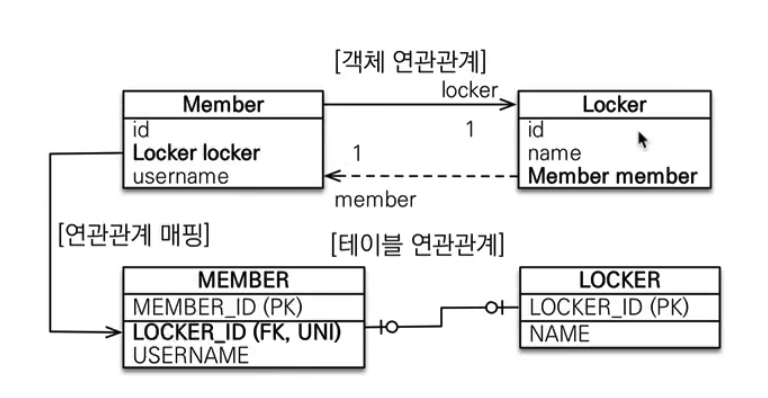 [객체 연관관계]
Member
id
Locker locker
username
locker
1
1
member
Locker
id
name
Member member
[연관관계 매핑]
[테이블 연관관계]
MEMBER
MEMBER_ID (PK)
LOCKER_ID (FK, UNI)
USERNAME
LOCKER
LOCKER_ID (PK)
NAME